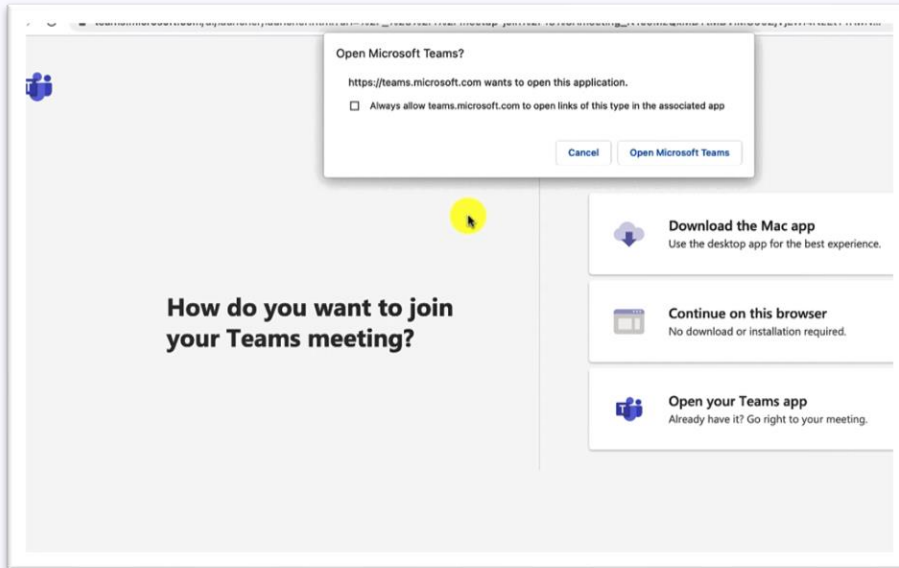 Open Microsoft Teams?
https://teams.microsoft.com wants to open this application.
Always allow teams.microsoft.com to open links of this type in the associated app
Cancel
Open Microsoft Teams
Download the Mac app
Use the desktop app for the best experience.
How do you want to join
your Teams meeting?
Continue on this browser
No download or installation required.
Open your Teams app
Already have it? Go right to your meeting.